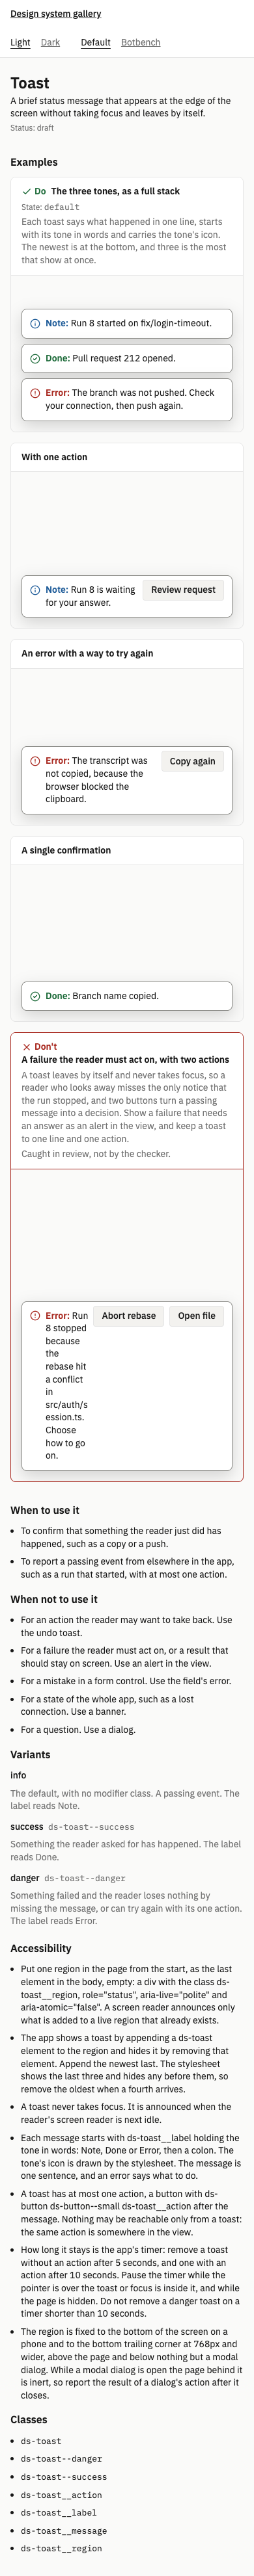 Design system gallery
Light Dark Default Botbench
Toast
A brief status message that appears at the edge of the
screen without taking focus and leaves by itself.
Status: draft
Examples
Do The three tones, as a full stack
State: default
Each toast says what happened in one line, starts
with its tone in words and carries the tone's icon.
The newest is at the bottom, and three is the most
that show at once.
Note: Run 8 started on fix/login-timeout.
Done: Pull request 212 opened.
Error: The branch was not pushed. Check
your connection, then push again.
With one action
Note: Run 8 is waiting
for your answer.
Review request
An error with a way to try again
Error: The transcript was
not copied, because the
browser blocked the
clipboard.
Copy again
A single confirmation
Done: Branch name copied.
Don't
A failure the reader must act on, with two actions
A toast leaves by itself and never takes focus, so a
reader who looks away misses the only notice that
the run stopped, and two buttons turn a passing
message into a decision. Show a failure that needs
an answer as an alert in the view, and keep a toast
to one line and one action.
Caught in review, not by the checker.
Error: Run
8 stopped
because
the
rebase hit
a conflict
in
src/auth/s
ession.ts.
Choose
how to go
on.
Abort rebase
Open file
When to use it
• To confirm that something the reader just did has
happened, such as a copy or a push.
• To report a passing event from elsewhere in the app,
such as a run that started, with at most one action.
When not to use it
• For an action the reader may want to take back. Use
the undo toast.
• For a failure the reader must act on, or a result that
should stay on screen. Use an alert in the view.
• For a mistake in a form control. Use the field's error.
• For a state of the whole app, such as a lost
connection. Use a banner.
• For a question. Use a dialog.
Variants
info
The default, with no modifier class. A passing event. The
label reads Note.
success ds-toast--success
Something the reader asked for has happened. The label
reads Done.
danger ds-toast--danger
Something failed and the reader loses nothing by
missing the message, or can try again with its one action.
The label reads Error.
Accessibility
• Put one region in the page from the start, as the last
element in the body, empty: a div with the class ds-
toast__region, role="status", aria-live="polite" and
aria-atomic="false". A screen reader announces only
what is added to a live region that already exists.
• The app shows a toast by appending a ds-toast
element to the region and hides it by removing that
element. Append the newest last. The stylesheet
shows the last three and hides any before them, so
remove the oldest when a fourth arrives.
• A toast never takes focus. It is announced when the
reader's screen reader is next idle.
• Each message starts with ds-toast__label holding the
tone in words: Note, Done or Error, then a colon. The
tone's icon is drawn by the stylesheet. The message is
one sentence, and an error says what to do.
• A toast has at most one action, a button with ds-
button ds-button--small ds-toast__action after the
message. Nothing may be reachable only from a toast:
the same action is somewhere in the view.
• How long it stays is the app's timer: remove a toast
without an action after 5 seconds, and one with an
action after 10 seconds. Pause the timer while the
pointer is over the toast or focus is inside it, and while
the page is hidden. Do not remove a danger toast on a
timer shorter than 10 seconds.
• The region is fixed to the bottom of the screen on a
phone and to the bottom trailing corner at 768px and
wider, above the page and below nothing but a modal
dialog. While a modal dialog is open the page behind it
is inert, so report the result of a dialog's action after it
closes.
Classes
• ds-toast
• ds-toast--danger
• ds-toast--success
• ds-toast__action
• ds-toast__label
• ds-toast__message
• ds-toast__region